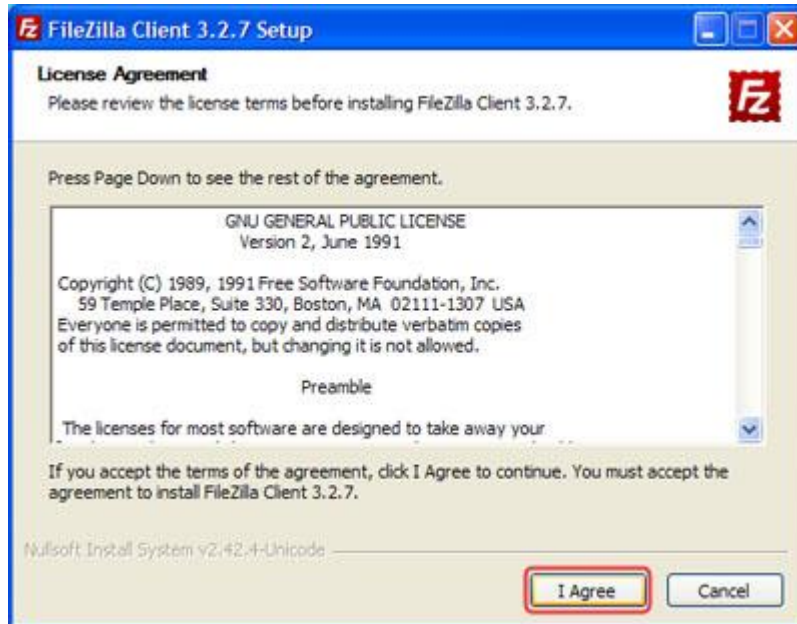 FileZilla Client 3.2.7 Setup
License Agreement
Please review the license terms before installing FileZilla Client 3.2.7.
Fz
Press Page Down to see the rest of the agreement.
GNU GENERAL PUBLIC LICENSE
Version 2, June 1991
Copyright (C) 1989, 1991 Free Software Foundation, Inc.
59 Temple Place, Suite 330, Boston, MA 02111-1307 USA
Everyone is permitted to copy and distribute verbatim copies
of this license document, but changing it is not allowed.
Preamble
The licenses for most software are designed to take away your
If you accept the terms of the agreement, click I Agree to continue. You must accept the
agreement to install FileZilla Client 3.2.7.
Nullsoft Install System v2.42.4-Unicode
I Agree
Cancel